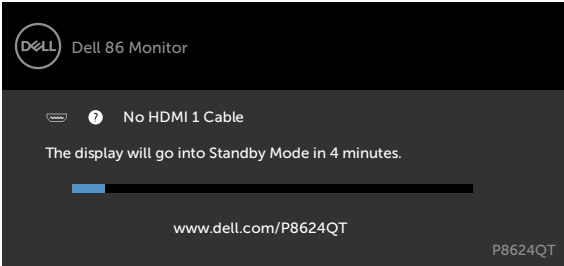 DELL
Dell 86 Monitor
? No HDMI 1 Cable
The display will go into Standby Mode in 4 minutes.
www.dell.com/P8624QT
P8624QT